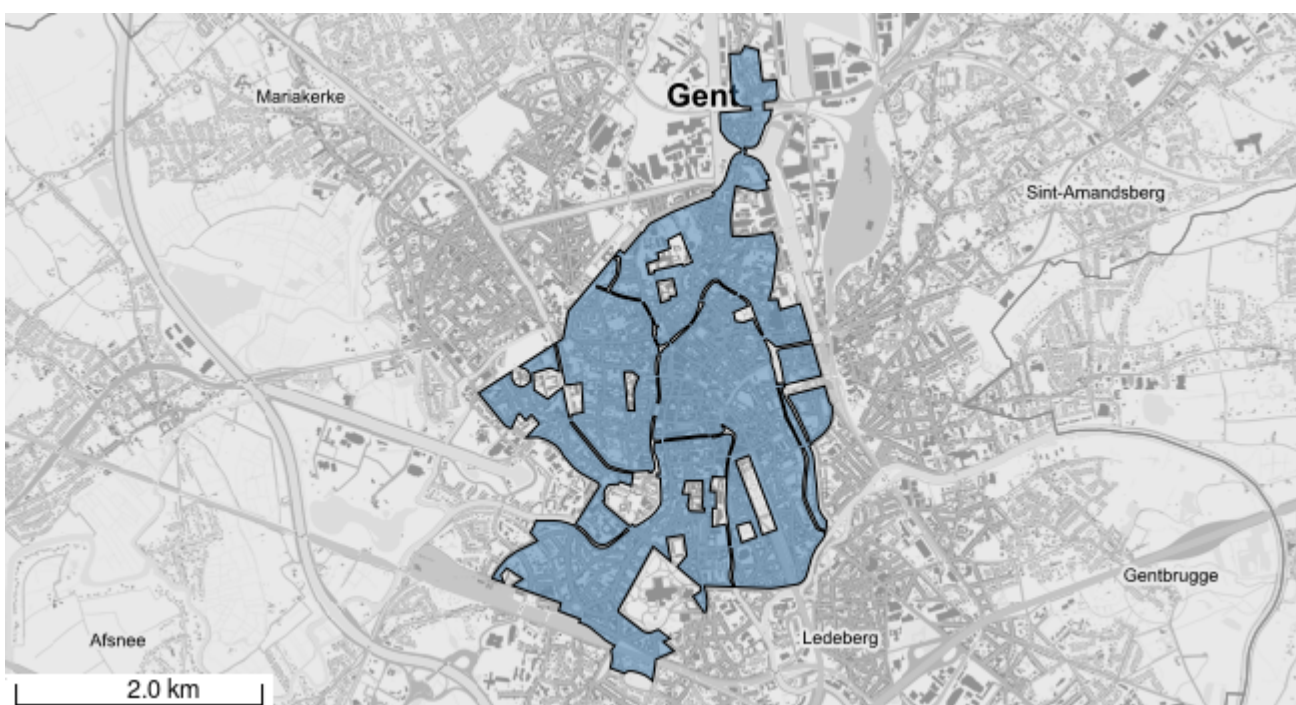 Gent
Mariakerke
Sint-Amandsberg
Gentbrugge
Afsnee
Ledeberg
2.0 km